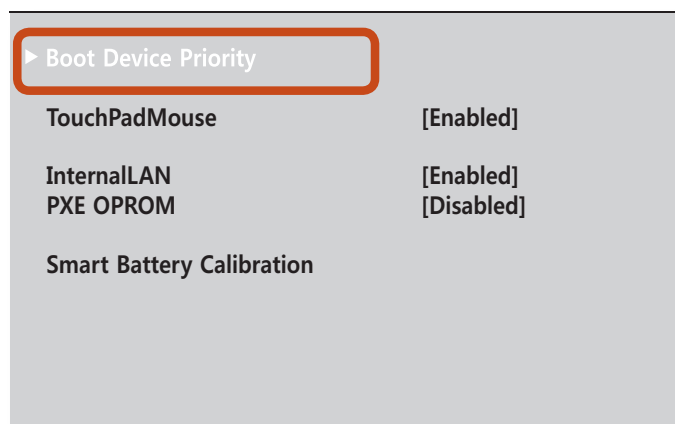 ▶ Boot Device Priority
TouchPadMouse [Enabled]
InternalLAN [Enabled]
PXE OPROM [Disabled]
Smart Battery Calibration